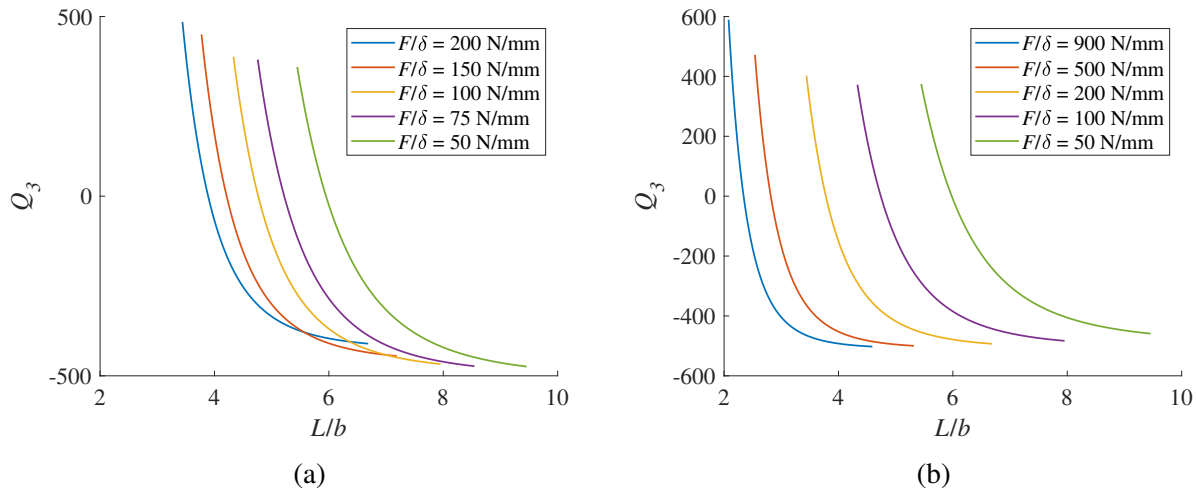 500
0
-500
Q₃
2
4
6
8
10
L/b
F/δ = 200 N/mm
F/δ = 150 N/mm
F/δ = 100 N/mm
F/δ = 75 N/mm
F/δ = 50 N/mm
(a)
600
400
200
0
-200
-400
-600
Q₃
2
4
6
8
10
L/b
F/δ = 900 N/mm
F/δ = 500 N/mm
F/δ = 200 N/mm
F/δ = 100 N/mm
F/δ = 50 N/mm
(b)